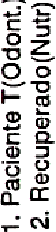 1. Paciente T(Odont.)
2. Recuperado(Nutr)